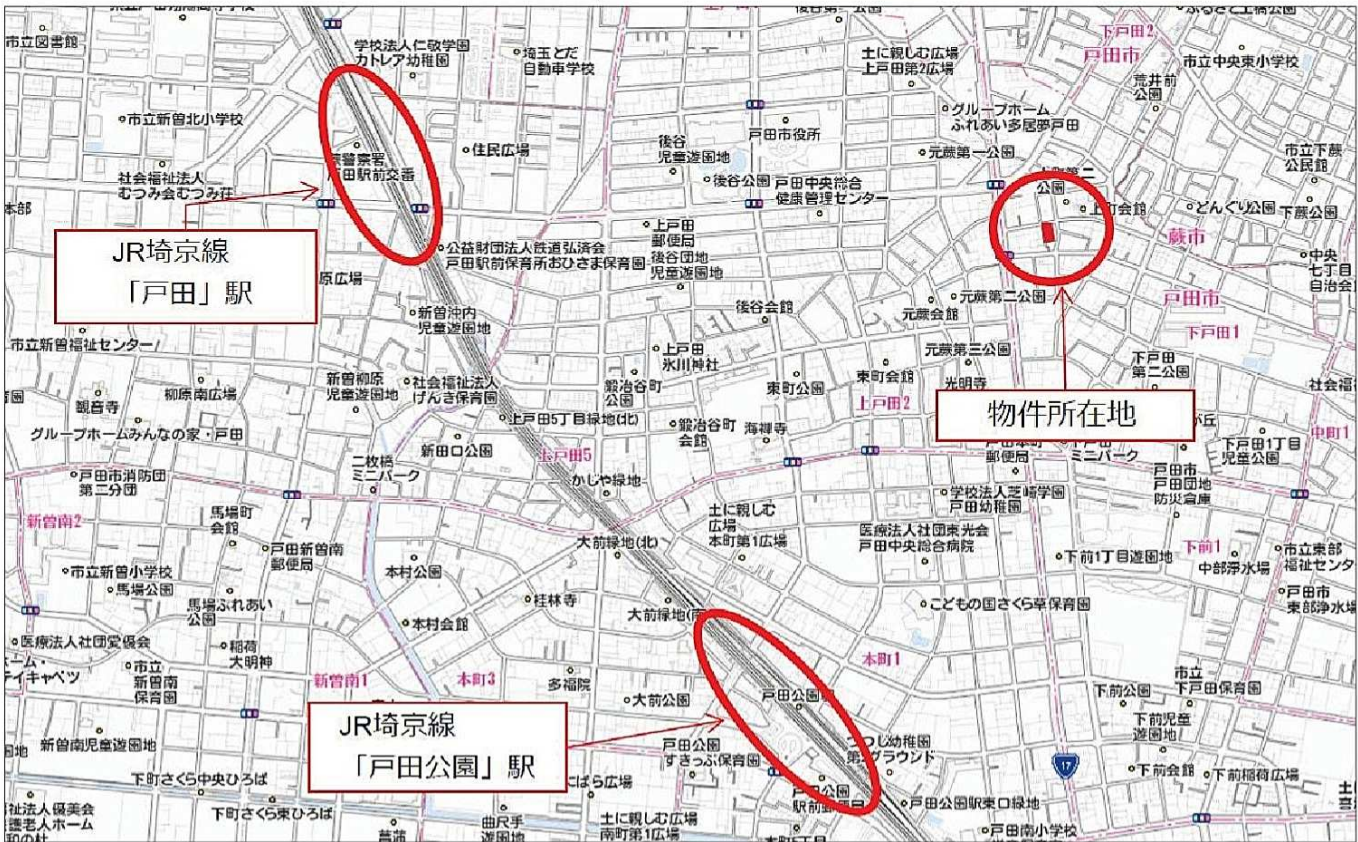 市立図書館
学校法人仁敬学園
カトレア幼稚園
埼玉とだ
自動車学校
土に親しむ広場
上戸田第2広場
下戸田2
戸田市
市立中央東小学校
荒井前
公園
グループホーム
ふれあい多居夢戸田
市立新曽北小学校
戸田市役所
住民広場
後谷
児童遊園地
元蕨第一公園
市立下蕨
公民館
戸田駅前交番
社会福祉法人
むつみ会むつみ荘
後谷公園
戸田中央総合
健康管理センター
公園
上町会館
どんぐり公園
下蕨公園
本部
JR埼京線
「戸田」駅
公益財団法人鉄道弘済会
戸田駅前保育所おひさま保育園
上戸田
郵便局
後谷団地
児童遊園地
蕨市
中央
七丁目
自治会
原広場
元蕨第二公園
戸田市
新曽沖内
児童遊園地
後谷会館
元蕨会館
下戸田1
市立新曽福祉センター
上戸田
氷川神社
元蕨第三公園
下戸田
第二公園
新曽柳原
児童遊園地
社会福祉法人
げんき保育園
鍛冶谷町
公園
東町公園
東町会館
光明寺
柳原南広場
観音寺
上戸田2
物件所在地
上戸田5丁目緑地(北)
鍛冶谷町
会館
海禅寺
グループホームみんなの家・戸田
新田口公園
上戸田5
郵便局
ミニパーク
下戸田1丁目
児童公園
中町1
二枚橋
ミニパーク
戸田市消防団
第二分団
かじや緑地
戸田市
戸田団地
防災倉庫
学校法人芝崎学園
戸田幼稚園
新曽南2
馬場町
会館
土に親しむ
広場
本町第1広場
医療法人社団東光会
戸田中央総合病院
大前緑地(北)
戸田新曽南
郵便局
下前1丁目遊園地
下前1
中部浄水場
市立東部
福祉センタ
市立新曽小学校
馬場公園
本村公園
戸田市
東部浄水場
馬場ふれあい
公園
桂林寺
こどもの国さくら草保育園
大前緑地(南
本村会館
医療法人社団愛優会
稲荷
大明神
市立
新曽南
保育園
新曽南1
本町3
多福院
本町1
大前公園
戸田公園
下前公園
市立
下戸田保育園
JR埼京線
「戸田公園」駅
下前児童
遊園地
新曽南児童遊園地
戸田公園
すきっぷ保育園
つつじ幼稚園
第2グラウンド
17
下町さくら中央ひろば
下前会館
下前稲荷広場
戸田公園
駅前郵便局
戸田公園駅東口緑地
下町さくら東ひろば
曲尺手
遊園地
土に親しむ
南町第1広場
戸田南小学校